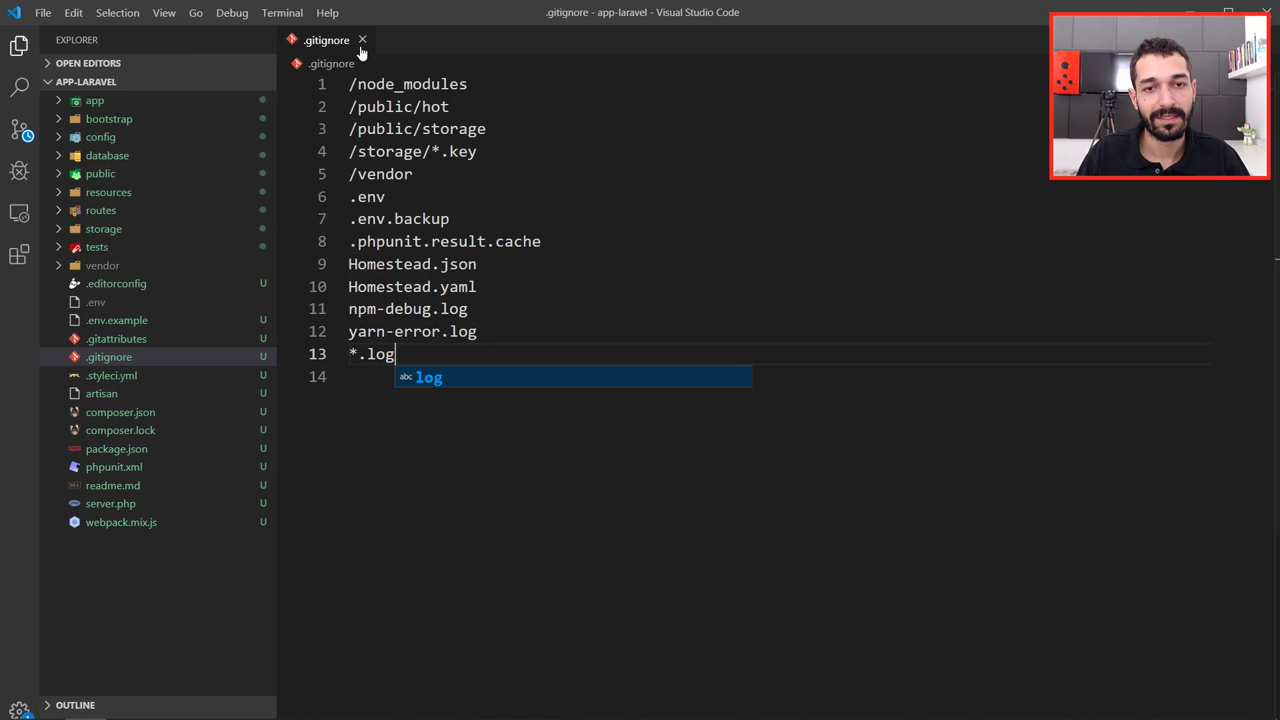 File Edit Selection View Go Debug Terminal Help
.gitignore - app-laravel - Visual Studio Code
EXPLORER
OPEN EDITORS
APP-LARAVEL
app
bootstrap
config
database
public
resources
routes
storage
tests
vendor
.editorconfig U
.env
.env.example U
.gitattributes U
.gitignore U
.styleci.yml U
artisan U
composer.json U
composer.lock U
package.json U
phpunit.xml U
readme.md U
server.php U
webpack.mix.js U
OUTLINE
.gitignore
.gitignore
1 /node_modules
2 /public/hot
3 /public/storage
4 /storage/*.key
5 /vendor
6 .env
7 .env.backup
8 .phpunit.result.cache
9 Homestead.json
10 Homestead.yaml
11 npm-debug.log
12 yarn-error.log
13 *.log
abc log
14